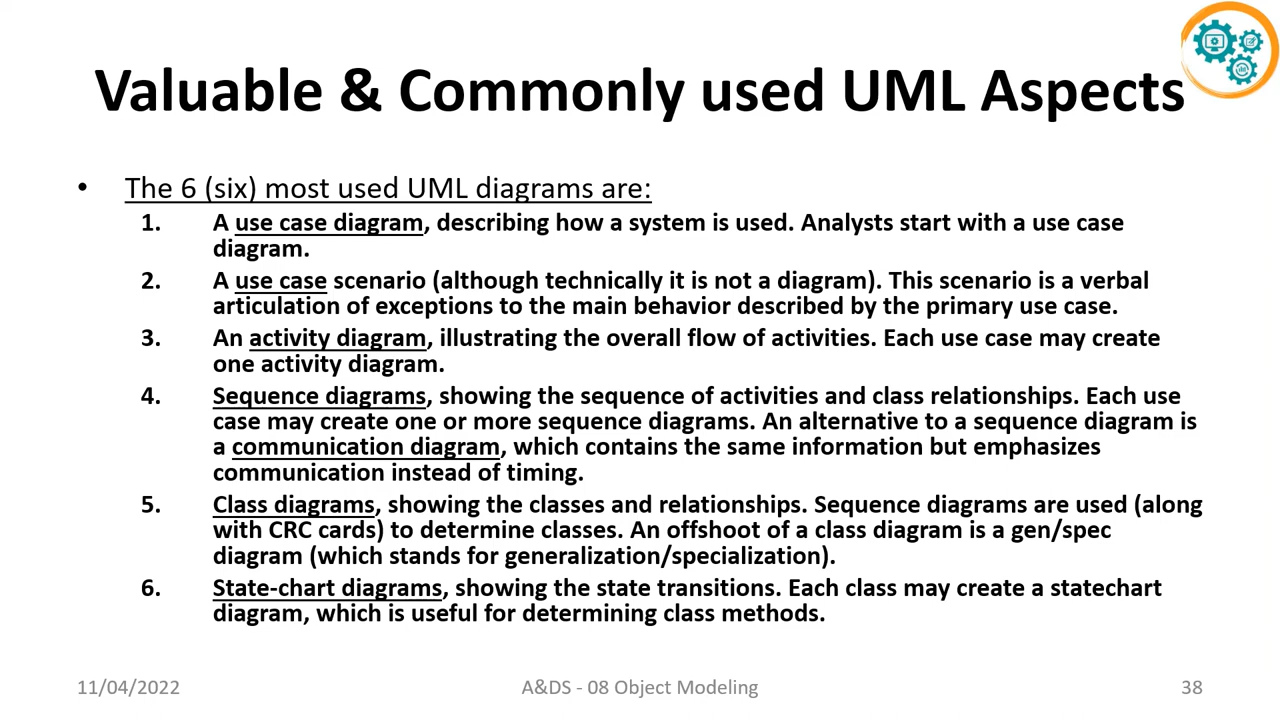 Valuable & Commonly used UML Aspects
• The 6 (six) most used UML diagrams are:
1. A use case diagram, describing how a system is used. Analysts start with a use case
diagram.
2. A use case scenario (although technically it is not a diagram). This scenario is a verbal
articulation of exceptions to the main behavior described by the primary use case.
3. An activity diagram, illustrating the overall flow of activities. Each use case may create
one activity diagram.
4. Sequence diagrams, showing the sequence of activities and class relationships. Each use
case may create one or more sequence diagrams. An alternative to a sequence diagram is
a communication diagram, which contains the same information but emphasizes
communication instead of timing.
5. Class diagrams, showing the classes and relationships. Sequence diagrams are used (along
with CRC cards) to determine classes. An offshoot of a class diagram is a gen/spec
diagram (which stands for generalization/specialization).
6. State-chart diagrams, showing the state transitions. Each class may create a statechart
diagram, which is useful for determining class methods.
11/04/2022
A&DS - 08 Object Modeling
38